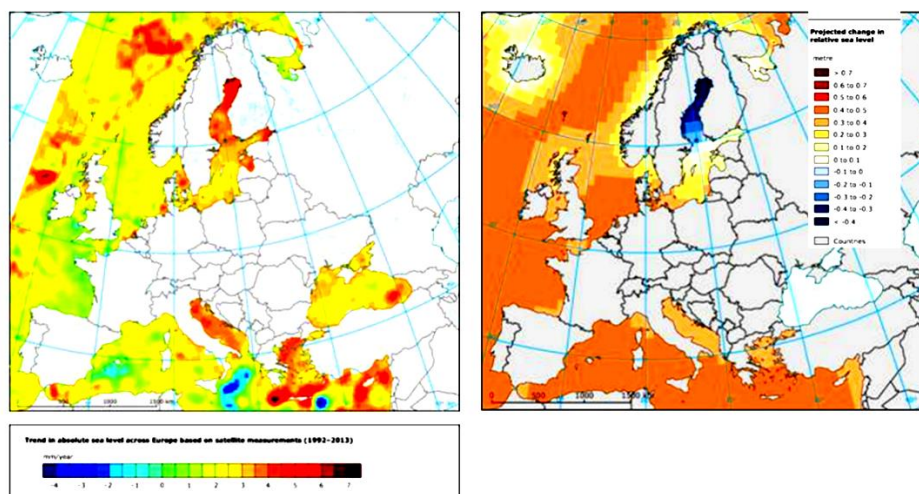 Projected change in
relative sea level
metre
> 0.7
0.6 to 0.7
0.5 to 0.6
0.4 to 0.5
0.3 to 0.4
0.2 to 0.3
0.1 to 0.2
0 to 0.1
-0.1 to 0
-0.2 to -0.1
-0.3 to -0.2
-0.4 to -0.3
< -0.4
Countries
500 1000 1500 km
0 500 1000 1500 km
Trend in absolute sea level across Europe based on satellite measurements (1992–2013)
mm/year
-4 -3 -2 -1 0 1 2 3 4 5 6 7